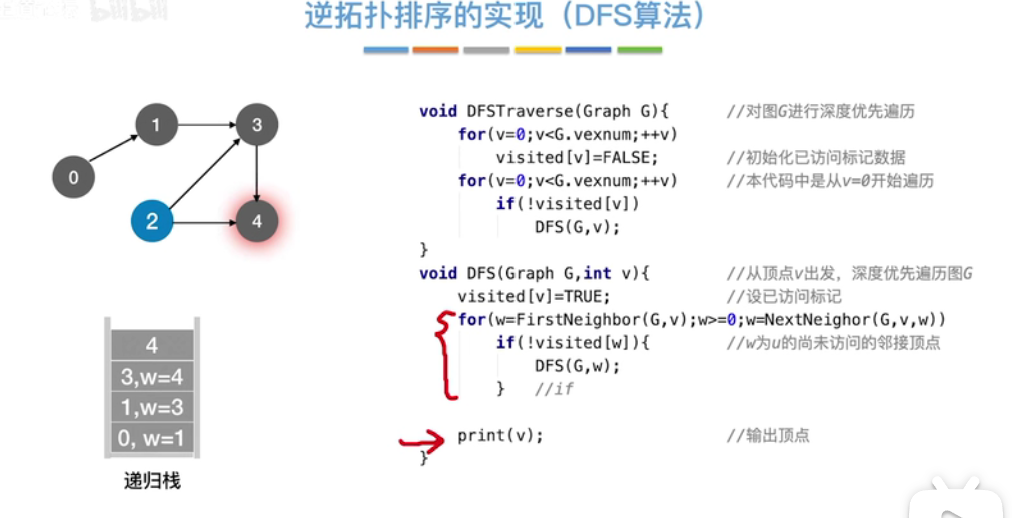 逆拓扑排序的实现（DFS算法）
1
3
0
2
4
4
3,w=4
1,w=3
0, w=1
递归栈
void DFSTraverse(Graph G){ //对图G进行深度优先遍历
for(v=0;v<G.vexnum;++v)
visited[v]=FALSE; //初始化已访问标记数据
for(v=0;v<G.vexnum;++v) //本代码中是从v=0开始遍历
if(!visited[v])
DFS(G,v);
}
void DFS(Graph G,int v){ //从顶点v出发，深度优先遍历图G
visited[v]=TRUE; //设已访问标记
for(w=FirstNeighbor(G,v);w>=0;w=NextNeighor(G,v,w))
if(!visited[w]){ //w为u的尚未访问的邻接顶点
DFS(G,w);
} //if
print(v); //输出顶点
}